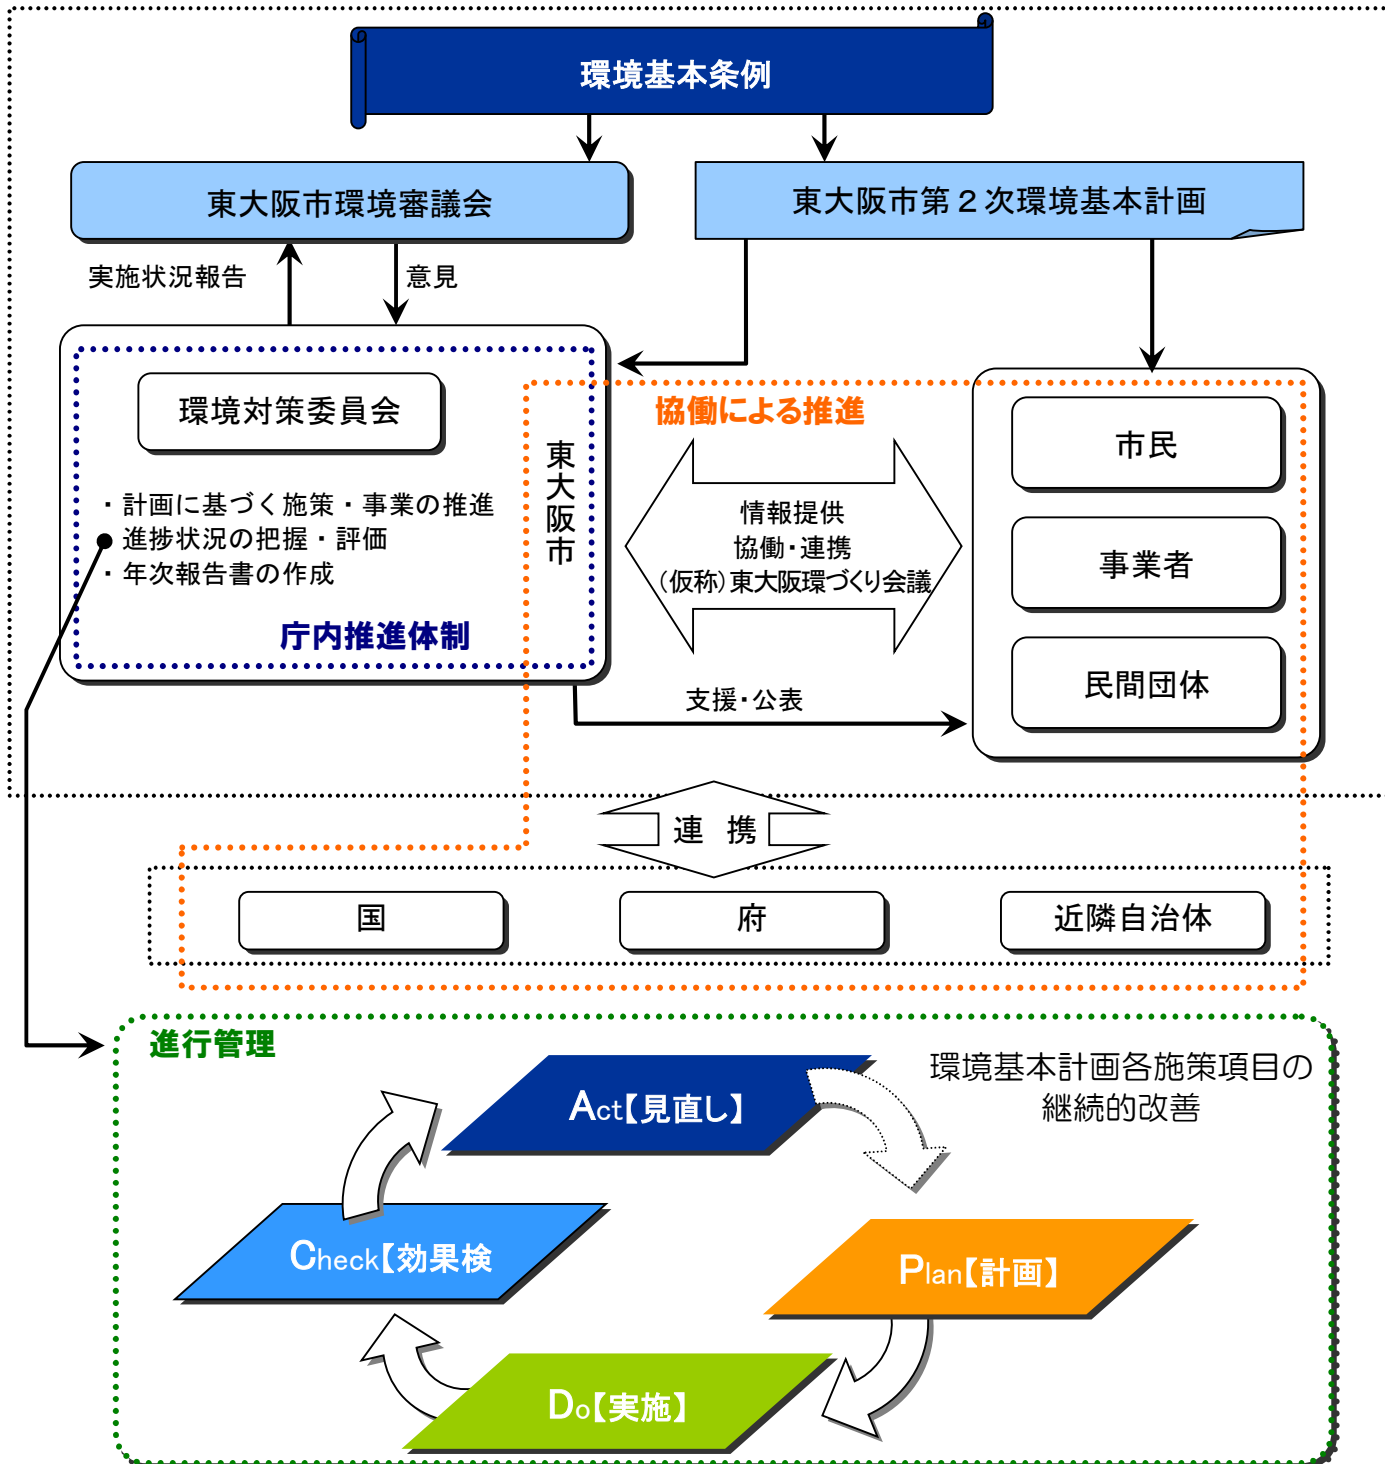 環境基本条例
東大阪市環境審議会
東大阪市第２次環境基本計画
実施状況報告
意見
環境対策委員会
・計画に基づく施策・事業の推進
進捗状況の把握・評価
・年次報告書の作成
庁内推進体制
東大阪市
協働による推進
情報提供
協働・連携
（仮称）東大阪環づくり会議
市民
事業者
民間団体
支援・公表
連 携
国
府
近隣自治体
進行管理
環境基本計画各施策項目の
継続的改善
Act【見直し】
Check【効果検
Plan【計画】
Do【実施】